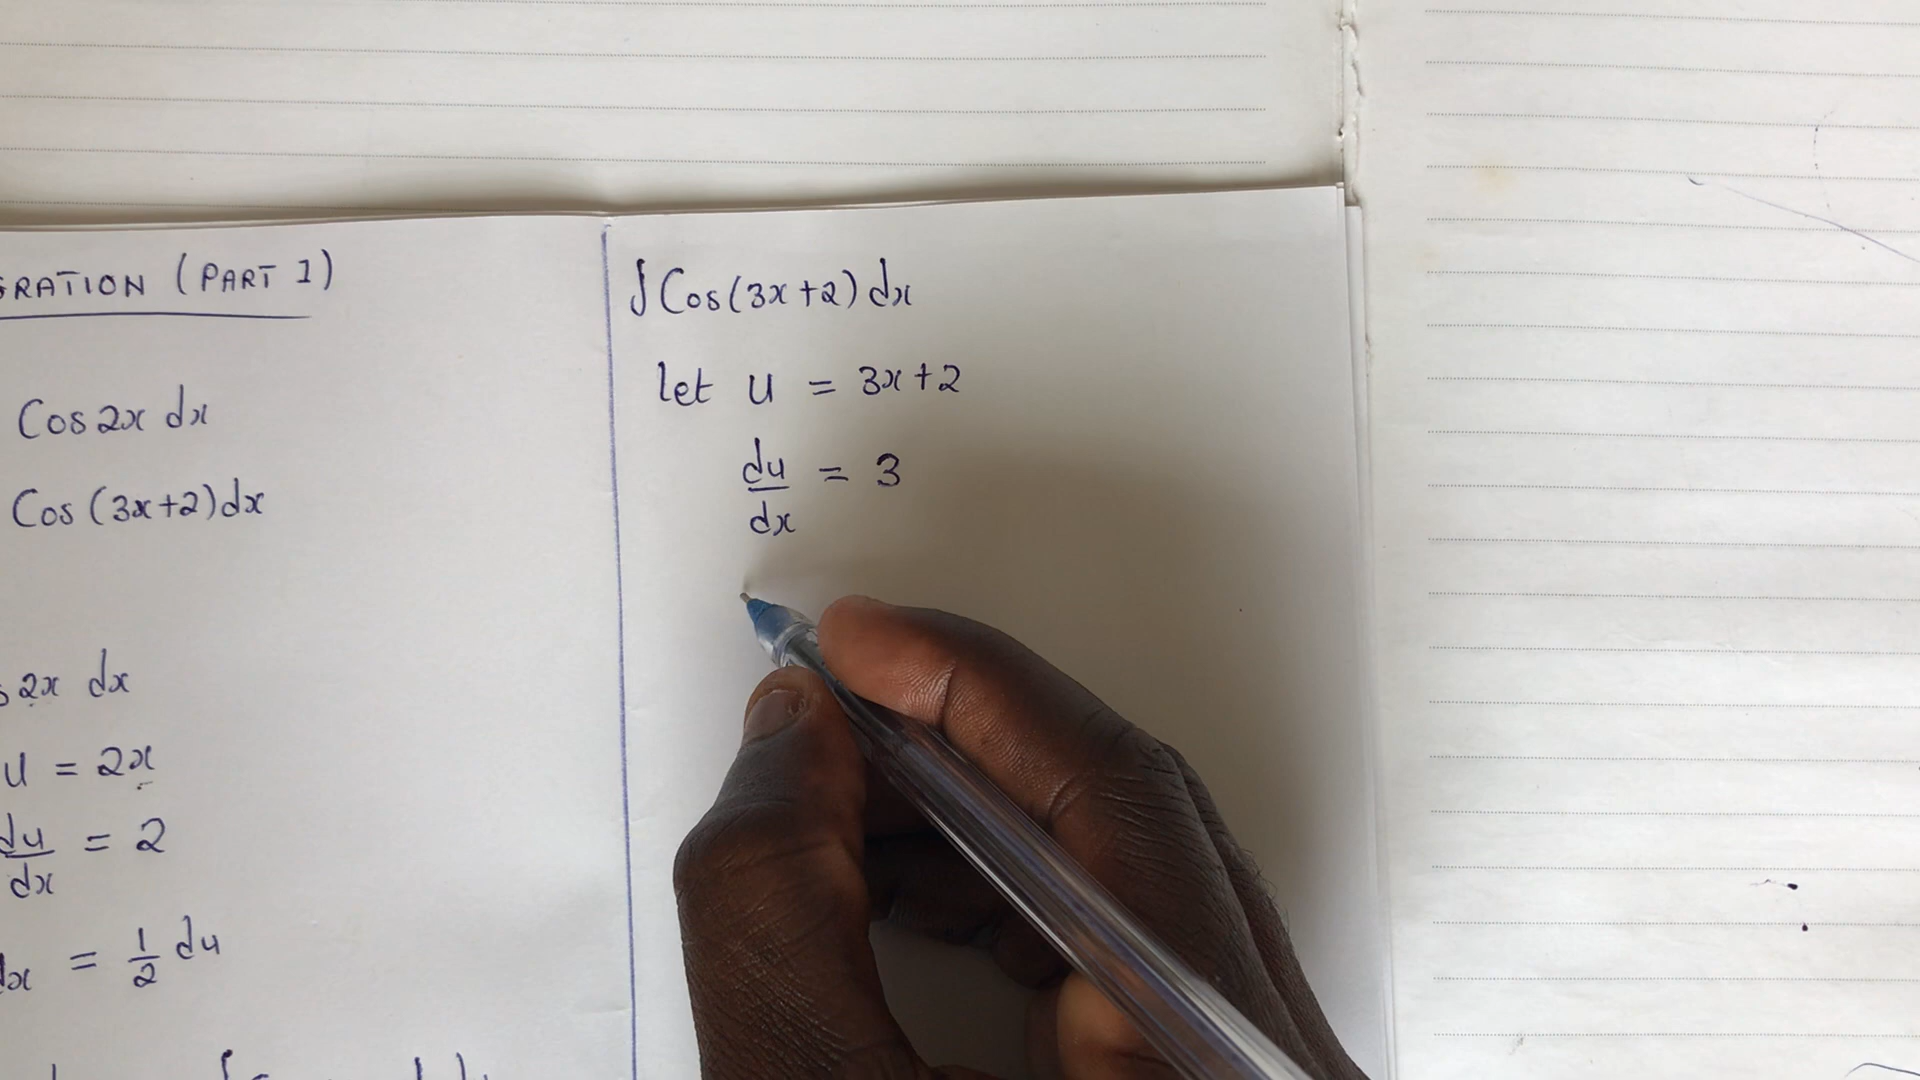 GRATION (PART 1)
Cos 2x dx
Cos (3x+2) dx
2x dx
u = 2x
du/dx = 2
dx = 1/2 du
∫ Cos (3x+2) dx
let u = 3x+2
du/dx = 3